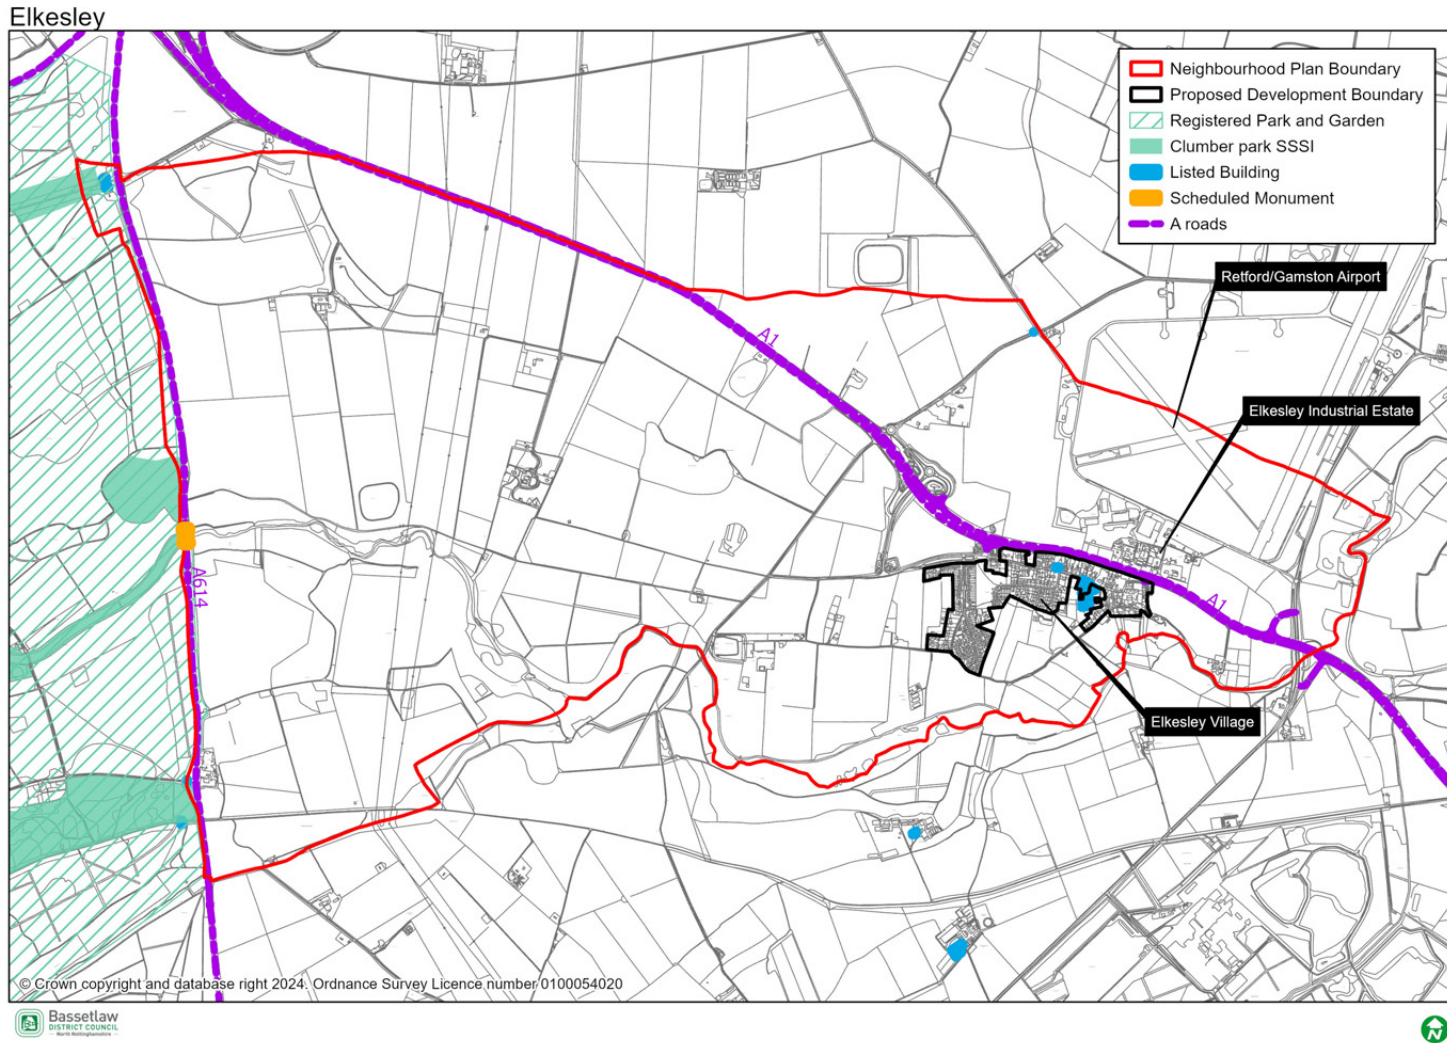 Elkesley
Neighbourhood Plan Boundary
Proposed Development Boundary
Registered Park and Garden
Clumber park SSSI
Listed Building
Scheduled Monument
A roads
Retford/Gamston Airport
A1
Elkesley Industrial Estate
A614
A1
Elkesley Village
© Crown copyright and database right 2024. Ordnance Survey Licence number 0100054020
Bassetlaw
DISTRICT COUNCIL
North Nottinghamshire
N